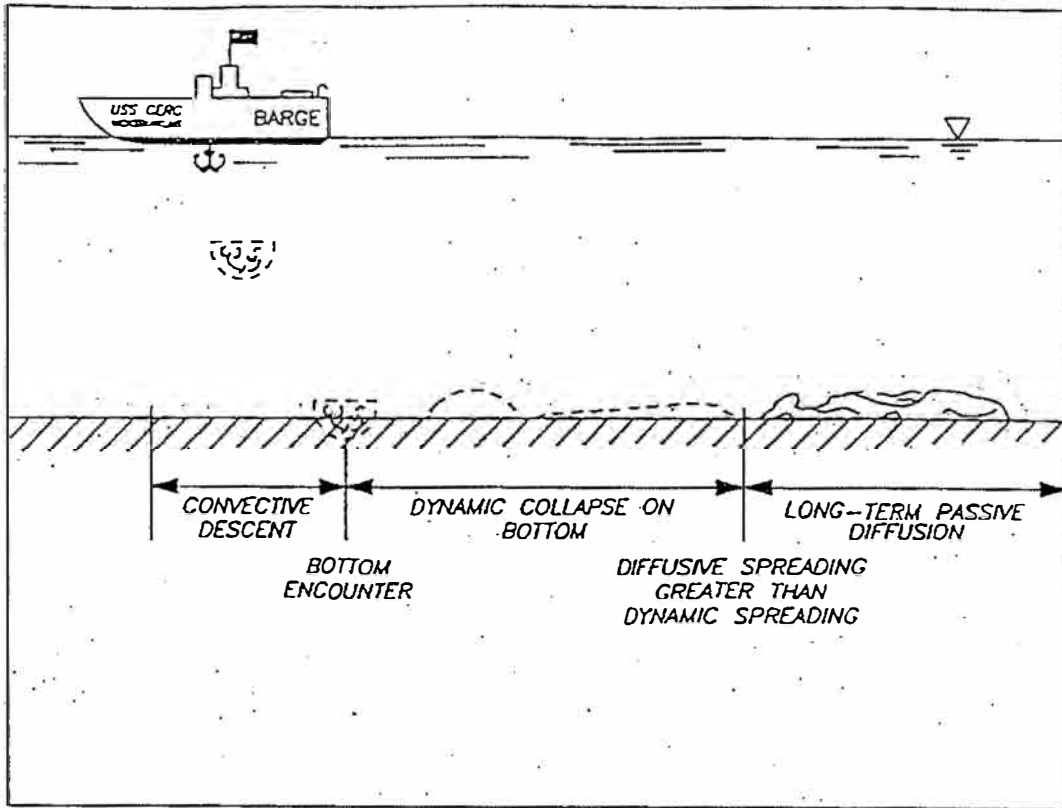 USS CERC
BARGE
CONVECTIVE
DESCENT
DYNAMIC COLLAPSE ON
BOTTOM
LONG-TERM PASSIVE
DIFFUSION
BOTTOM
ENCOUNTER
DIFFUSIVE SPREADING
GREATER THAN
DYNAMIC SPREADING